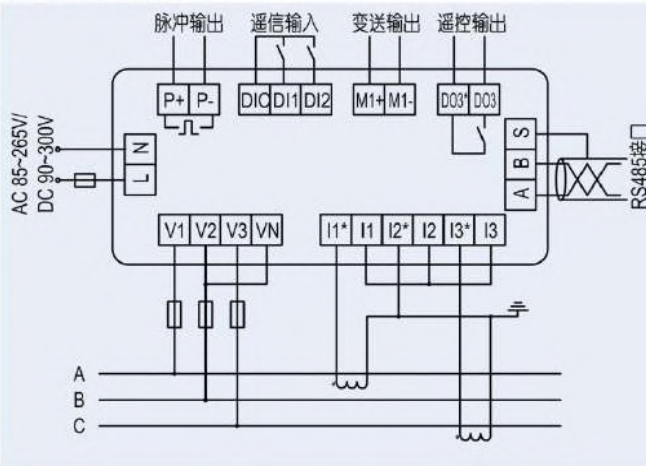 脉冲输出 遥信输入 变送输出 遥控输出
P+ P- DIC DI1 DI2 M1+ M1- DO3* DO3
AC 85~265V/
DC 90~300V
N
L
S
B
A
RS485接口
V1 V2 V3 VN I1* I1 I2* I2 I3* I3
A
B
C